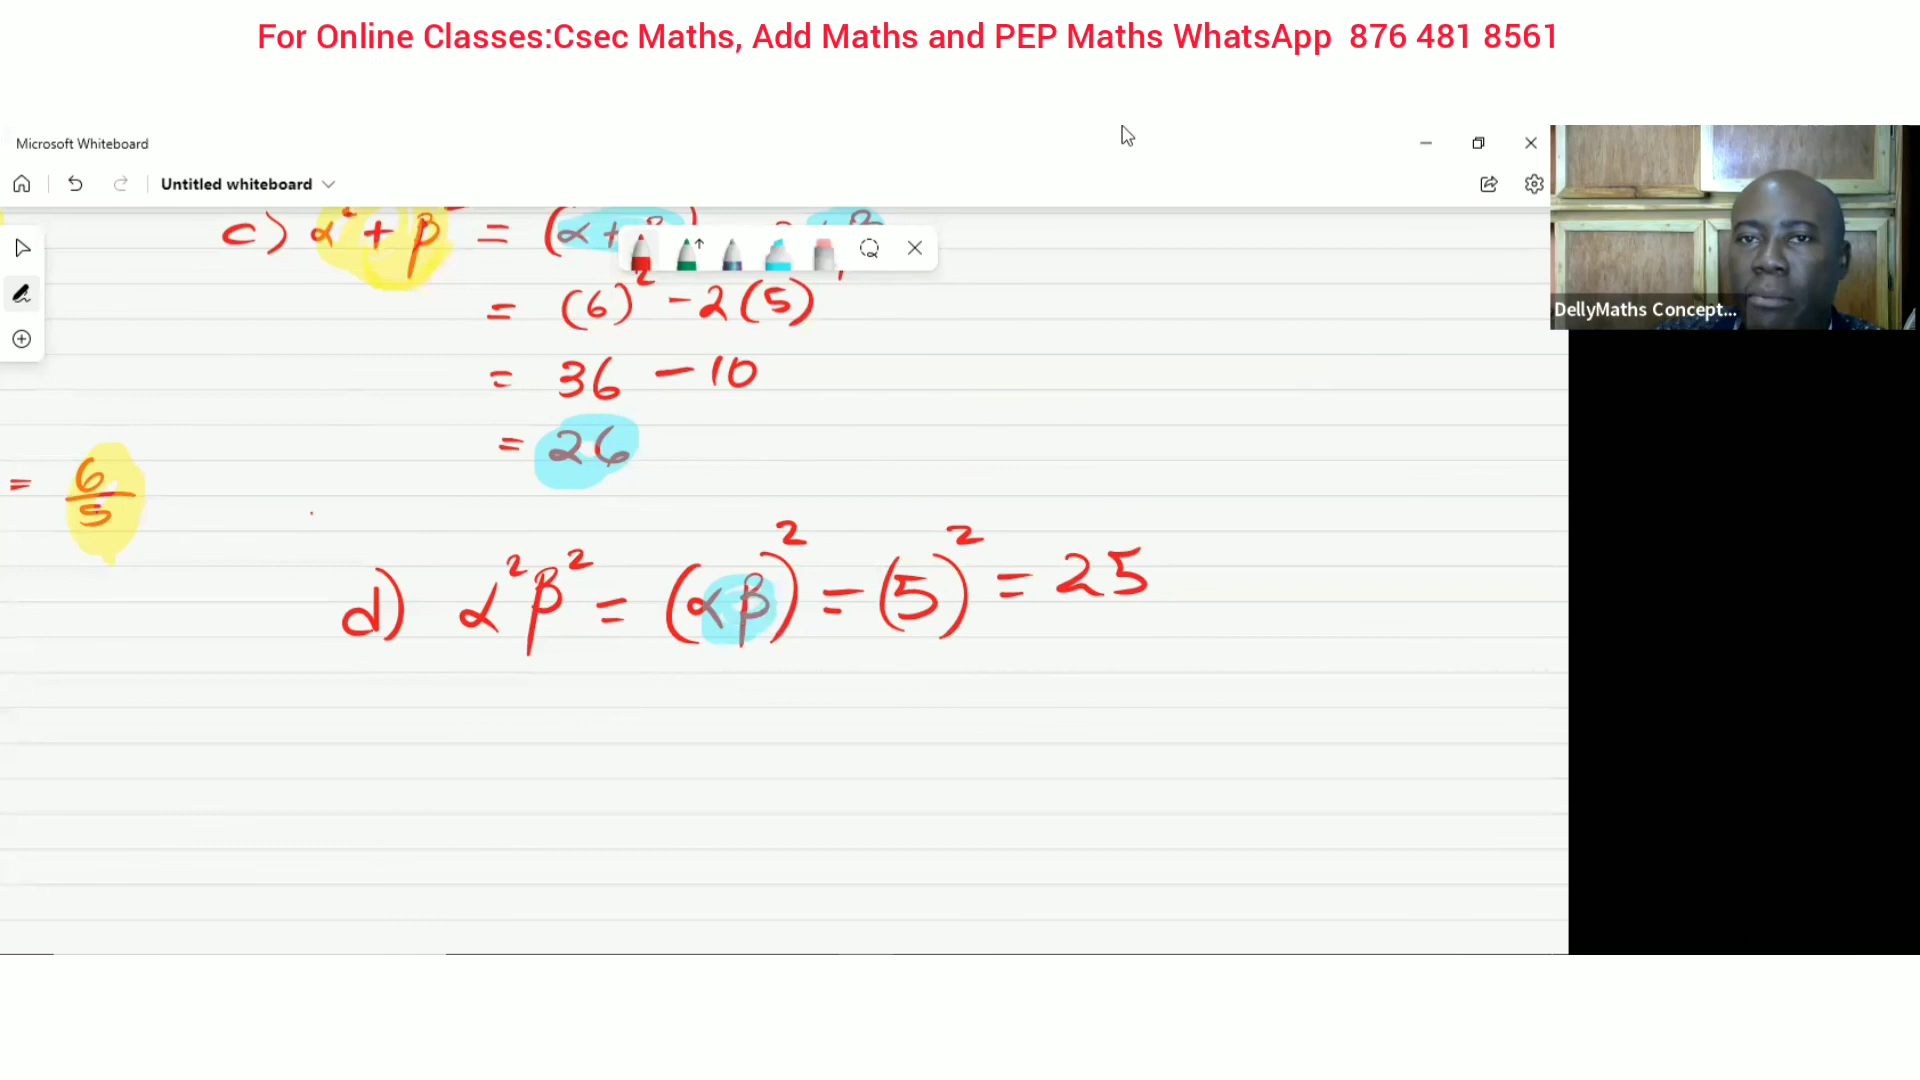 For Online Classes:Csec Maths, Add Maths and PEP Maths WhatsApp 876 481 8561
Microsoft Whiteboard
Untitled whiteboard
c) α² + β² = (α +
= (6)² - 2(5)
= 36 - 10
= 26
= 6/5
d) α²β² = (αβ)² = (5)² = 25
DellyMaths Concept...